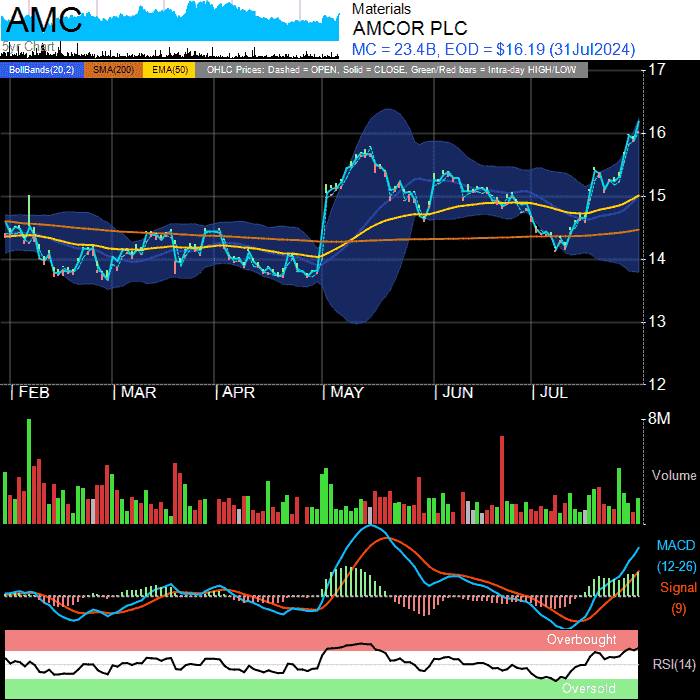 AMC
5yr Chart
Materials
AMCOR PLC
MC = 23.4B, EOD = $16.19 (31Jul2024)
BollBands(20,2) SMA(200) EMA(50) OHLC Prices: Dashed = OPEN, Solid = CLOSE, Green/Red bars = Intra-day HIGH/LOW
17
16
15
14
13
12
FEB MAR APR MAY JUN JUL
8M
Volume
MACD
(12-26)
Signal
(9)
Overbought
RSI(14)
Oversold